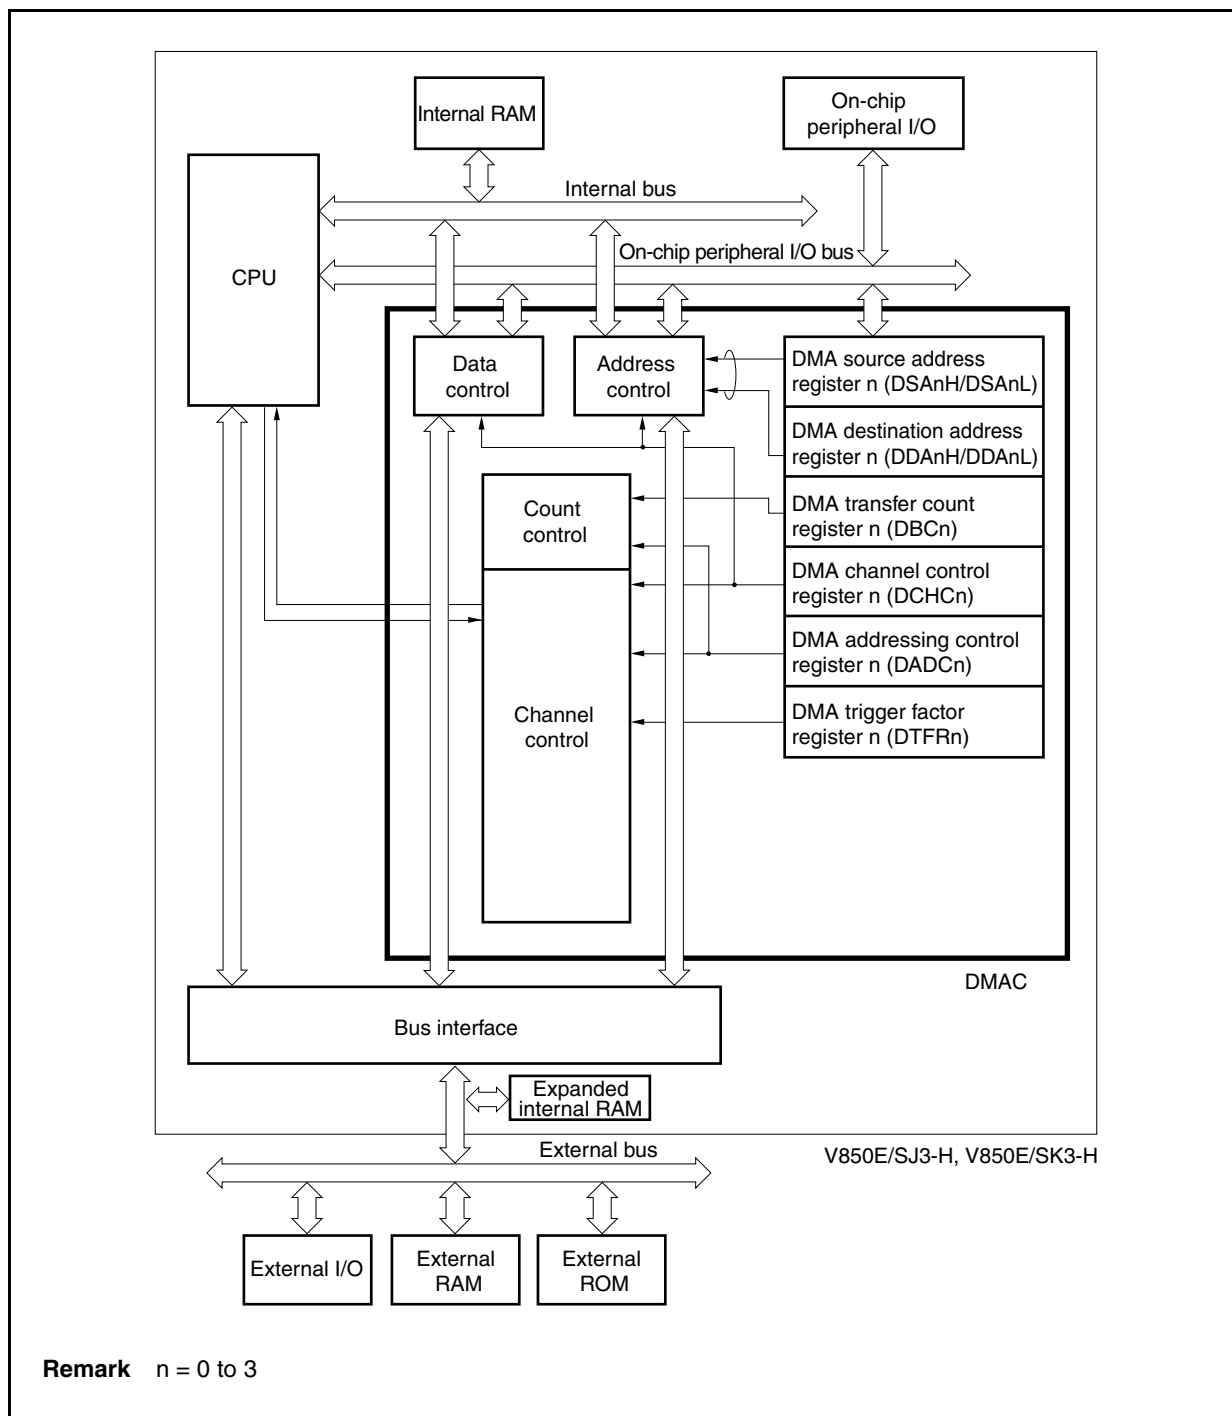 Internal RAM
On-chip
peripheral I/O
Internal bus
On-chip peripheral I/O bus
CPU
Data
control
Address
control
DMA source address
register n (DSAnH/DSAnL)
DMA destination address
register n (DDAnH/DDAnL)
DMA transfer count
register n (DBCn)
DMA channel control
register n (DCHCn)
DMA addressing control
register n (DADCn)
DMA trigger factor
register n (DTFRn)
Count
control
Channel
control
DMAC
Bus interface
Expanded
internal RAM
External bus
V850E/SJ3-H, V850E/SK3-H
External I/O
External
RAM
External
ROM
Remark n = 0 to 3